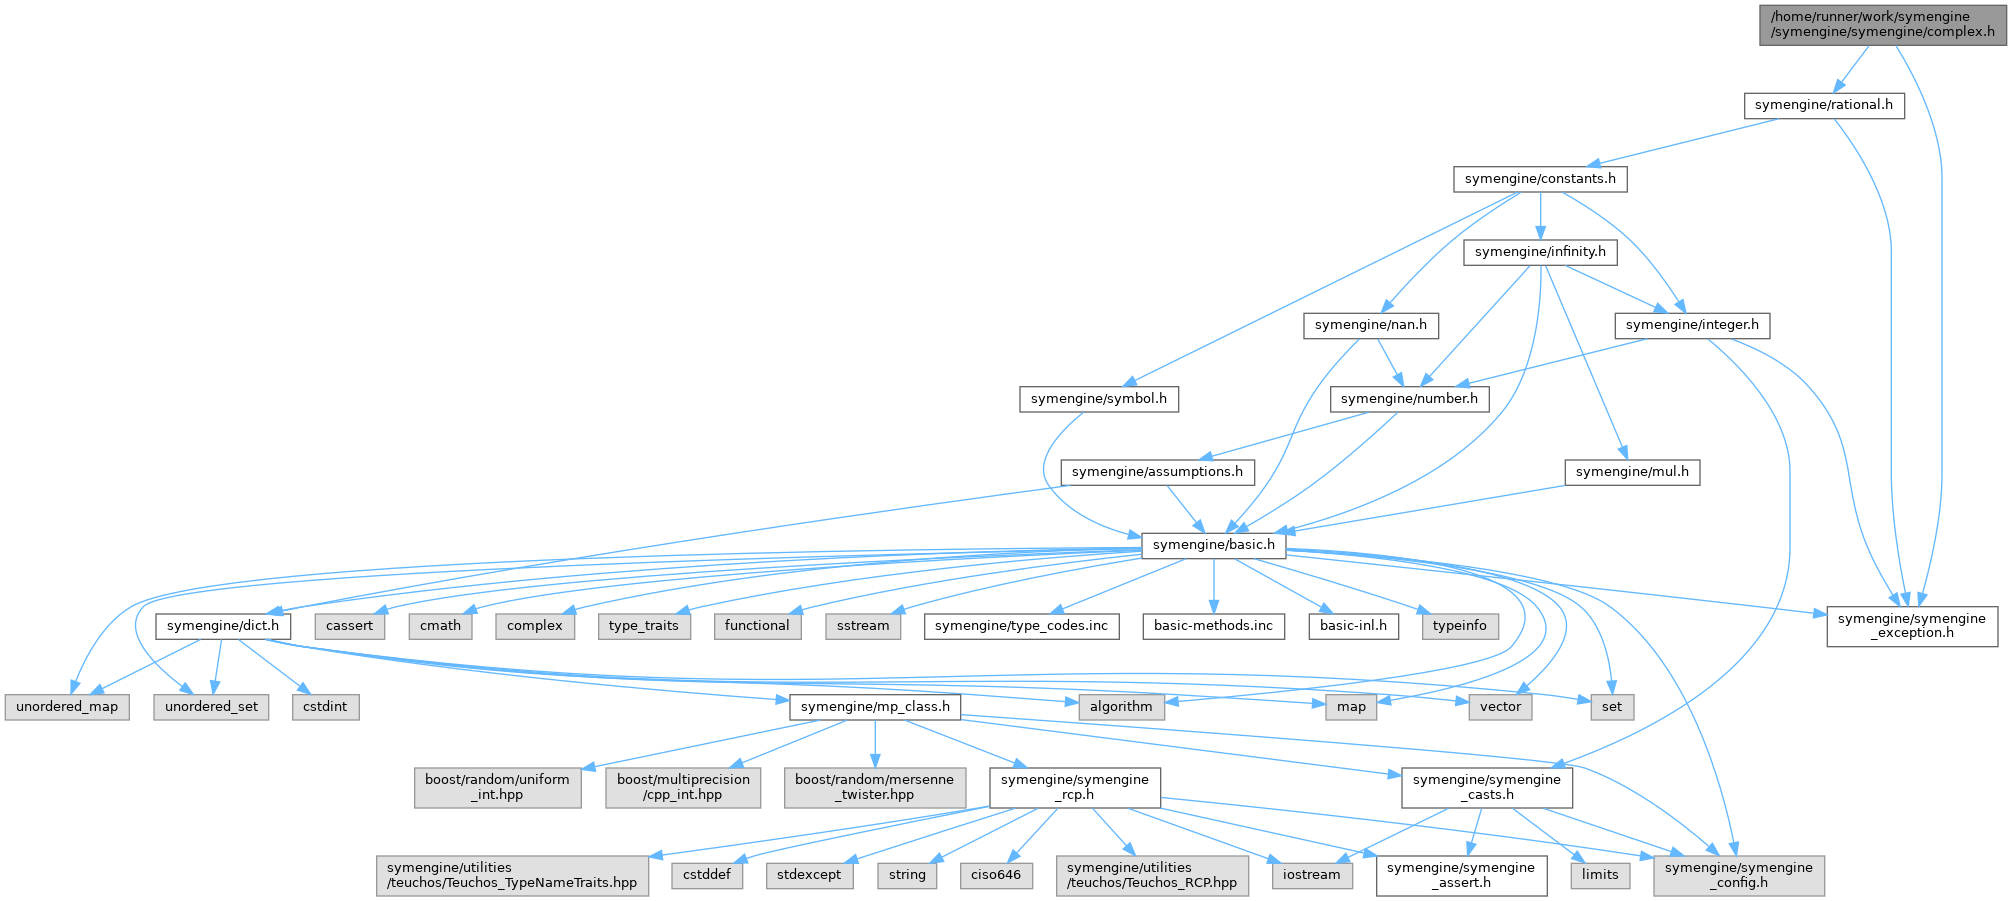 /home/runner/work/symengine
/symengine/symengine/complex.h
symengine/rational.h
symengine/constants.h
symengine/infinity.h
symengine/nan.h
symengine/integer.h
symengine/symbol.h
symengine/number.h
symengine/assumptions.h
symengine/mul.h
symengine/basic.h
symengine/dict.h
cassert
cmath
complex
type_traits
functional
sstream
symengine/type_codes.inc
basic-methods.inc
basic-inl.h
typeinfo
symengine/symengine
_exception.h
unordered_map
unordered_set
cstdint
symengine/mp_class.h
algorithm
map
vector
set
boost/random/uniform
_int.hpp
boost/multiprecision
/cpp_int.hpp
boost/random/mersenne
_twister.hpp
symengine/symengine
_rcp.h
symengine/symengine
_casts.h
symengine/utilities
/teuchos/Teuchos_TypeNameTraits.hpp
cstddef
stdexcept
string
ciso646
symengine/utilities
/teuchos/Teuchos_RCP.hpp
iostream
symengine/symengine
_assert.h
limits
symengine/symengine
_config.h